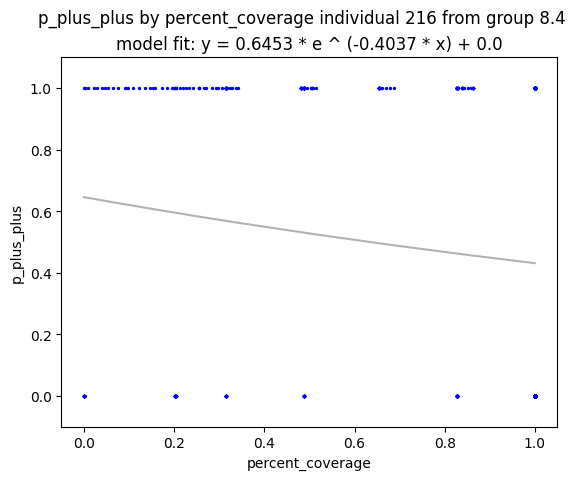 p_plus_plus by percent_coverage individual 216 from group 8.4
model fit: y = 0.6453 * e ^ (-0.4037 * x) + 0.0
1.0
0.8
0.6
0.4
0.2
0.0
p_plus_plus
0.0 0.2 0.4 0.6 0.8 1.0
percent_coverage